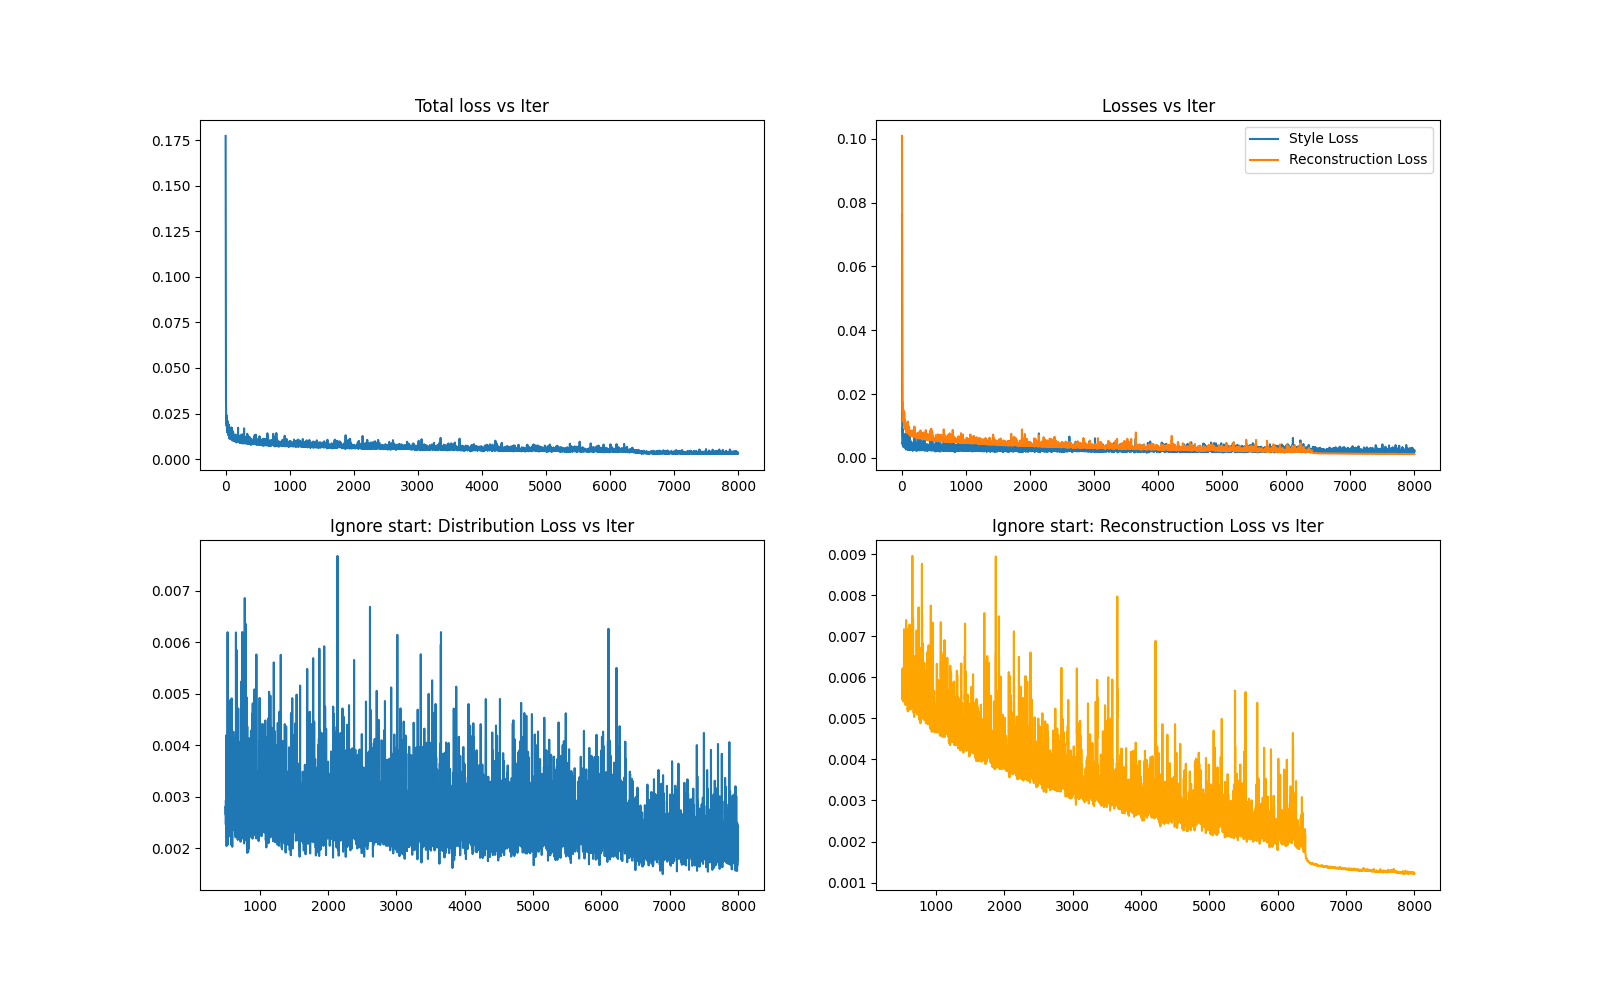 Total loss vs Iter
0.175
0.150
0.125
0.100
0.075
0.050
0.025
0.000
0 1000 2000 3000 4000 5000 6000 7000 8000
Losses vs Iter
Style Loss
Reconstruction Loss
0.10
0.08
0.06
0.04
0.02
0.00
0 1000 2000 3000 4000 5000 6000 7000 8000
Ignore start: Distribution Loss vs Iter
0.007
0.006
0.005
0.004
0.003
0.002
1000 2000 3000 4000 5000 6000 7000 8000
Ignore start: Reconstruction Loss vs Iter
0.009
0.008
0.007
0.006
0.005
0.004
0.003
0.002
0.001
1000 2000 3000 4000 5000 6000 7000 8000